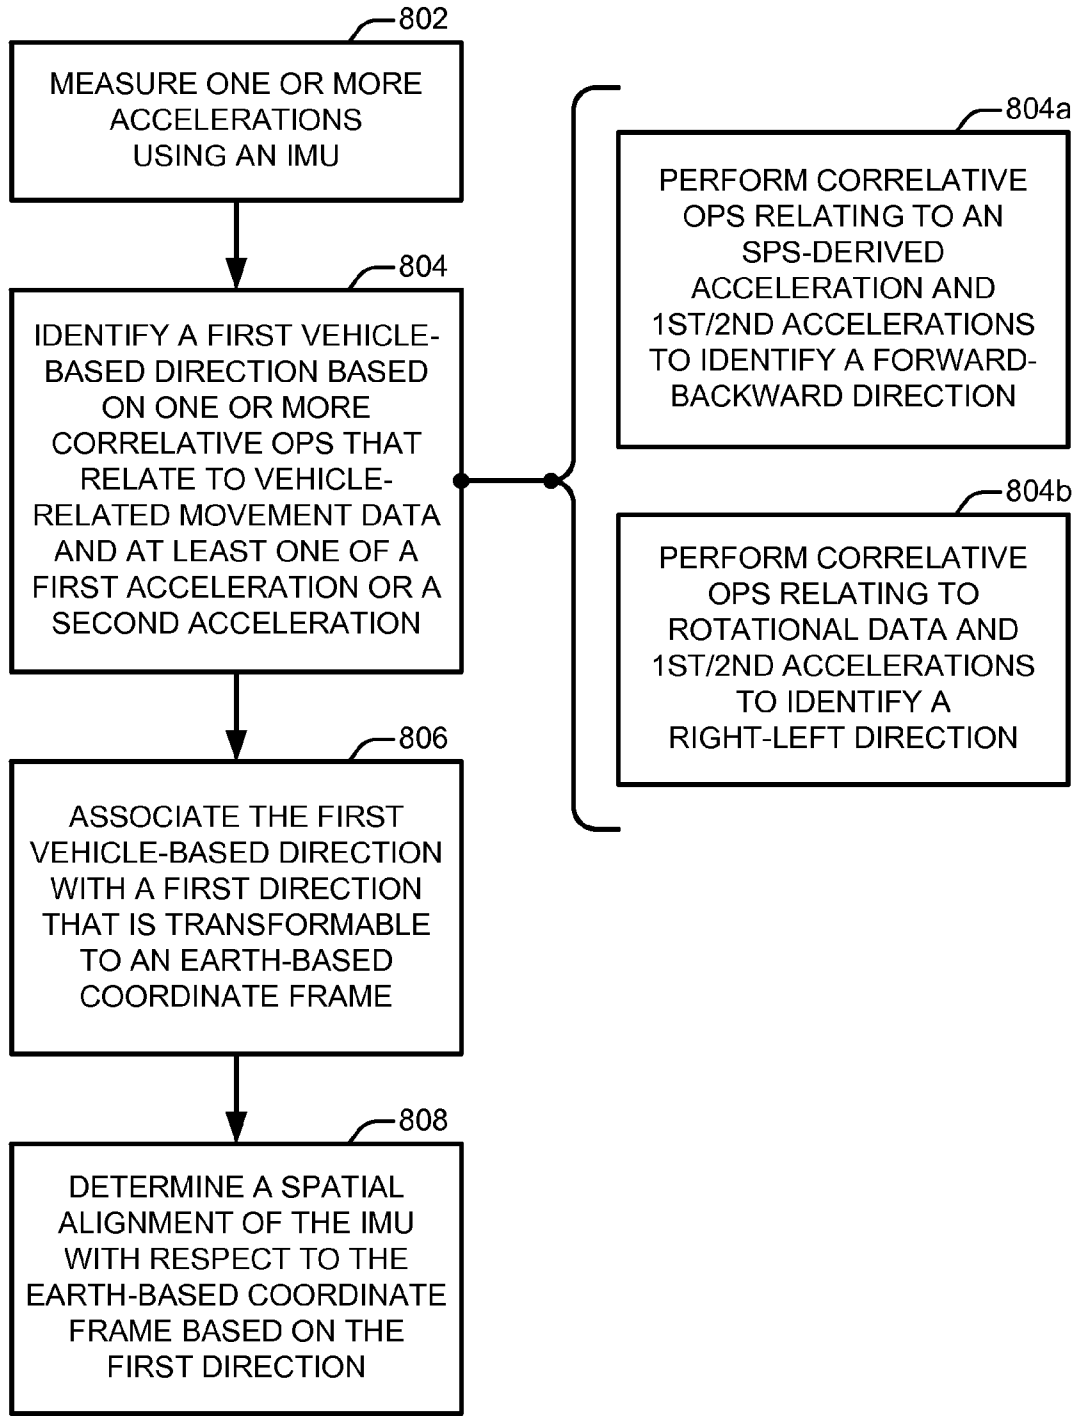 802
MEASURE ONE OR MORE
ACCELERATIONS
USING AN IMU
804
IDENTIFY A FIRST VEHICLE-
BASED DIRECTION BASED
ON ONE OR MORE
CORRELATIVE OPS THAT
RELATE TO VEHICLE-
RELATED MOVEMENT DATA
AND AT LEAST ONE OF A
FIRST ACCELERATION OR A
SECOND ACCELERATION
804a
PERFORM CORRELATIVE
OPS RELATING TO AN
SPS-DERIVED
ACCELERATION AND
1ST/2ND ACCELERATIONS
TO IDENTIFY A FORWARD-
BACKWARD DIRECTION
804b
PERFORM CORRELATIVE
OPS RELATING TO
ROTATIONAL DATA AND
1ST/2ND ACCELERATIONS
TO IDENTIFY A
RIGHT-LEFT DIRECTION
806
ASSOCIATE THE FIRST
VEHICLE-BASED DIRECTION
WITH A FIRST DIRECTION
THAT IS TRANSFORMABLE
TO AN EARTH-BASED
COORDINATE FRAME
808
DETERMINE A SPATIAL
ALIGNMENT OF THE IMU
WITH RESPECT TO THE
EARTH-BASED COORDINATE
FRAME BASED ON THE
FIRST DIRECTION